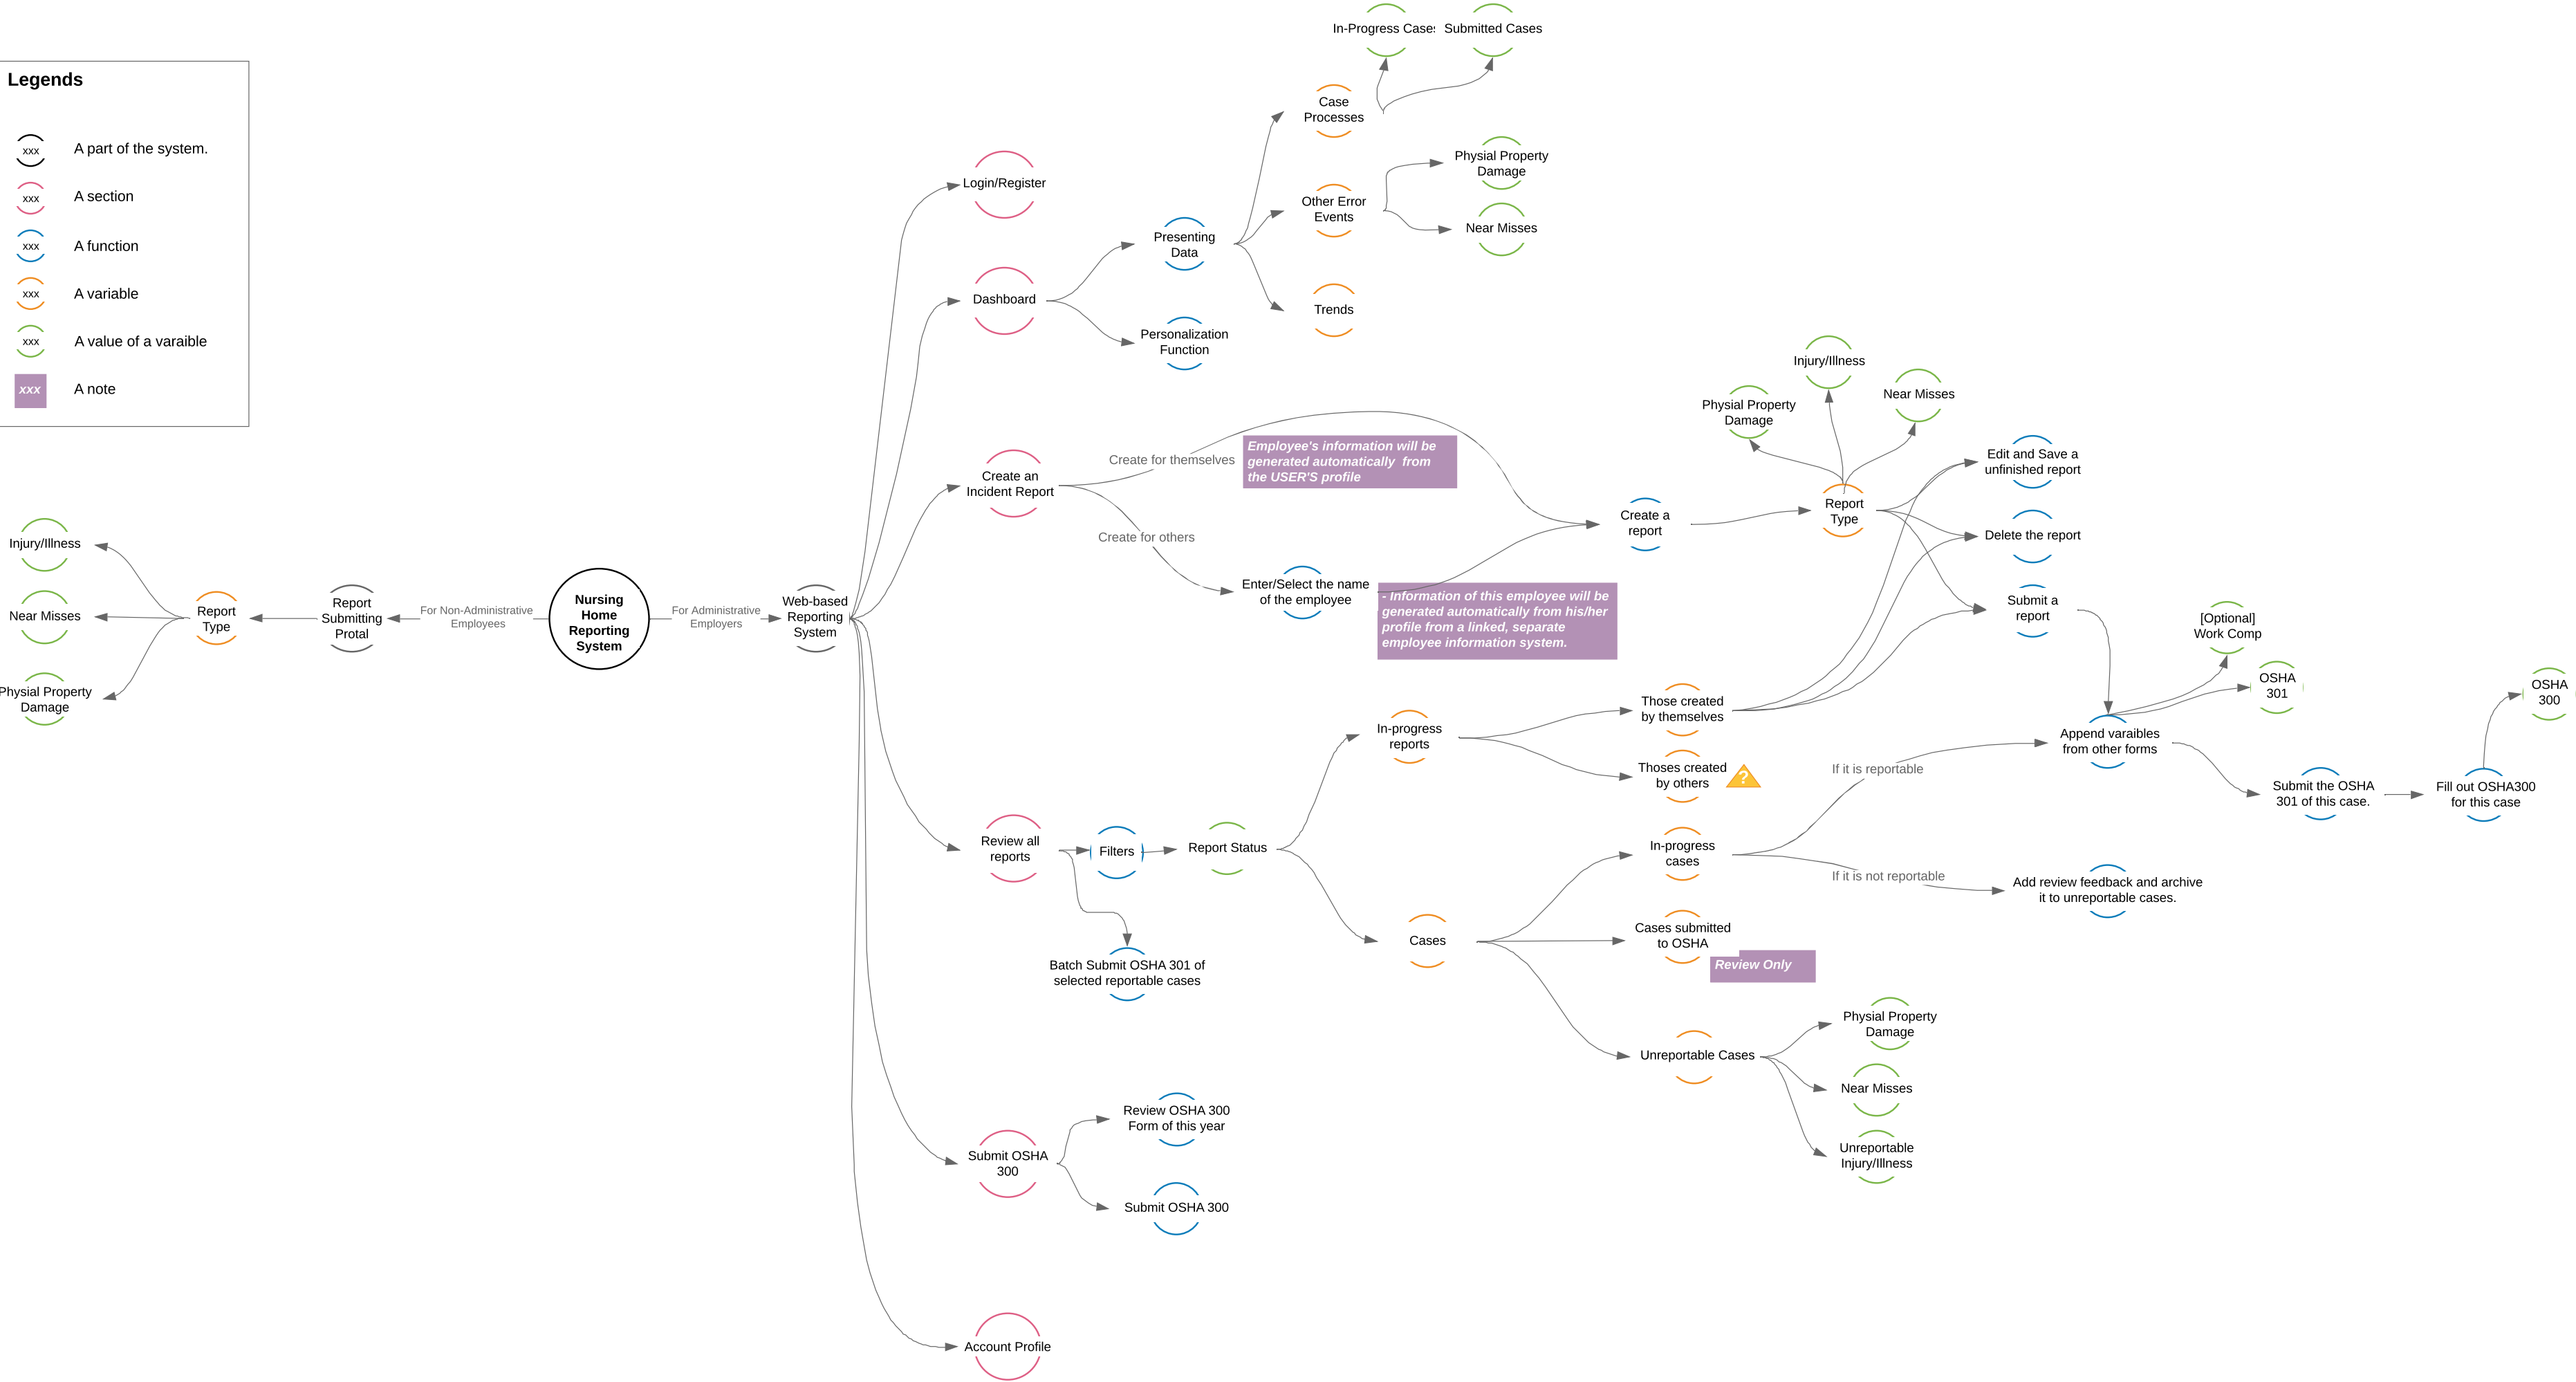 Legends
xxx
A part of the system.
xxx
A section
xxx
A function
xxx
A variable
xxx
A value of a varaible
xxx
A note
Injury/Illness
Near Misses
Physial Property
Damage
Report
Type
Report
Submitting
Protal
For Non-Administrative
Employees
Nursing
Home
Reporting
System
For Administrative
Employers
Web-based
Reporting
System
Login/Register
Dashboard
Presenting
Data
Personalization
Function
Case
Processes
In-Progress Cases
Submitted Cases
Other Error
Events
Physial Property
Damage
Near Misses
Trends
Create an
Incident Report
Create for themselves
Employee's information will be
generated automatically from
the USER'S profile
Create for others
Enter/Select the name
of the employee
- Information of this employee will be
generated automatically from his/her
profile from a linked, separate
employee information system.
Create a
report
Report
Type
Physial Property
Damage
Injury/Illness
Near Misses
Edit and Save a
unfinished report
Delete the report
Submit a
report
Review all
reports
Filters
Report Status
Batch Submit OSHA 301 of
selected reportable cases
In-progress
reports
Those created
by themselves
Thoses created
by others
?
Cases
In-progress
cases
If it is reportable
If it is not reportable
Append varaibles
from other forms
[Optional]
Work Comp
OSHA
301
Submit the OSHA
301 of this case.
Fill out OSHA300
for this case
OSHA
300
Add review feedback and archive
it to unreportable cases.
Cases submitted
to OSHA
Review Only
Unreportable Cases
Physial Property
Damage
Near Misses
Unreportable
Injury/Illness
Submit OSHA
300
Review OSHA 300
Form of this year
Submit OSHA 300
Account Profile